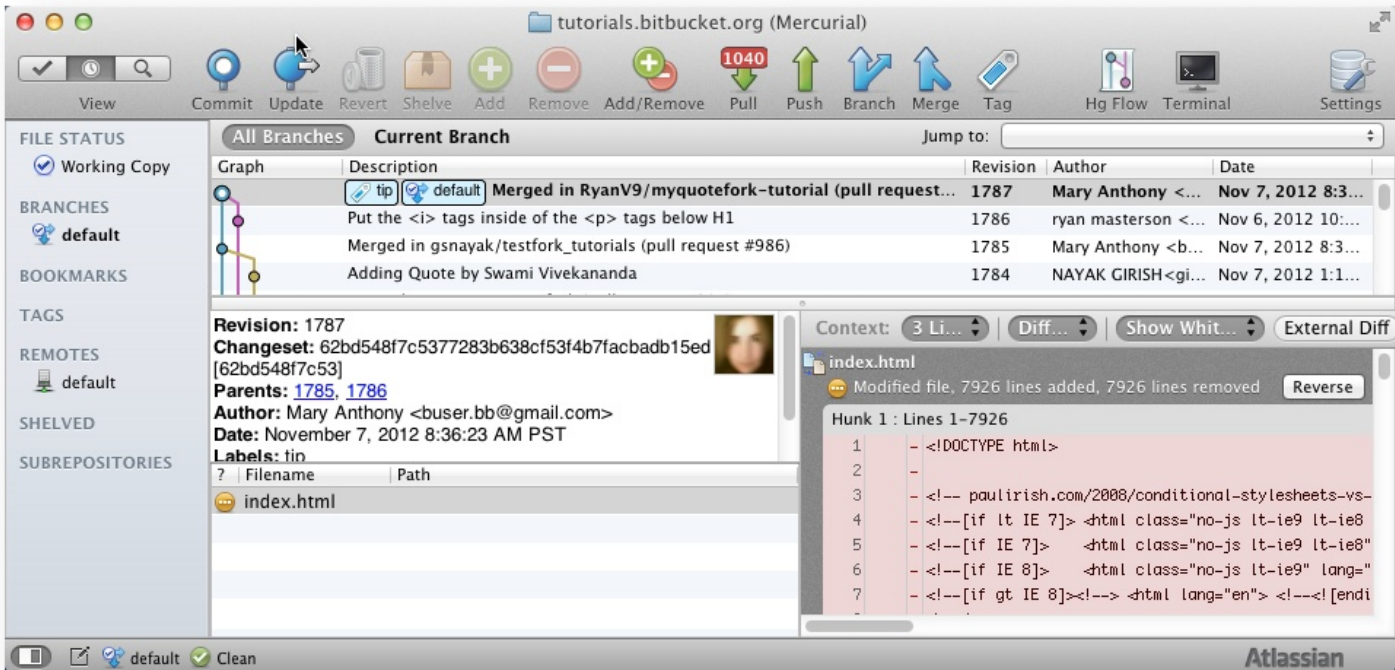 tutorials.bitbucket.org (Mercurial)
1040
View Commit Update Revert Shelve Add Remove Add/Remove Pull Push Branch Merge Tag Hg Flow Terminal Settings
FILE STATUS
Working Copy
BRANCHES
default
BOOKMARKS
TAGS
REMOTES
default
SHELVED
SUBREPOSITORIES
All Branches Current Branch Jump to:
Graph Description Revision Author Date
tip default Merged in RyanV9/myquotefork-tutorial (pull request... 1787 Mary Anthony <... Nov 7, 2012 8:3...
Put the <i> tags inside of the <p> tags below H1 1786 ryan masterson <... Nov 6, 2012 10:...
Merged in gsnayak/testfork_tutorials (pull request #986) 1785 Mary Anthony <b... Nov 7, 2012 8:3...
Adding Quote by Swami Vivekananda 1784 NAYAK GIRISH<gi... Nov 7, 2012 1:1...
Revision: 1787
Changeset: 62bd548f7c5377283b638cf53f4b7facbadb15ed
[62bd548f7c53]
Parents: 1785, 1786
Author: Mary Anthony <buser.bb@gmail.com>
Date: November 7, 2012 8:36:23 AM PST
Labels: tip
? Filename Path
index.html
Context: 3 Li... Diff... Show Whit... External Diff
index.html
Modified file, 7926 lines added, 7926 lines removed Reverse
Hunk 1 : Lines 1-7926
1 - <!DOCTYPE html>
2 -
3 - <!-- paulirish.com/2008/conditional-stylesheets-vs-
4 - <!--[if lt IE 7]> <html class="no-js lt-ie9 lt-ie8
5 - <!--[if IE 7]> <html class="no-js lt-ie9 lt-ie8"
6 - <!--[if IE 8]> <html class="no-js lt-ie9" lang="
7 - <!--[if gt IE 8]><!--> <html lang="en"> <!--<![endi
default Clean
Atlassian